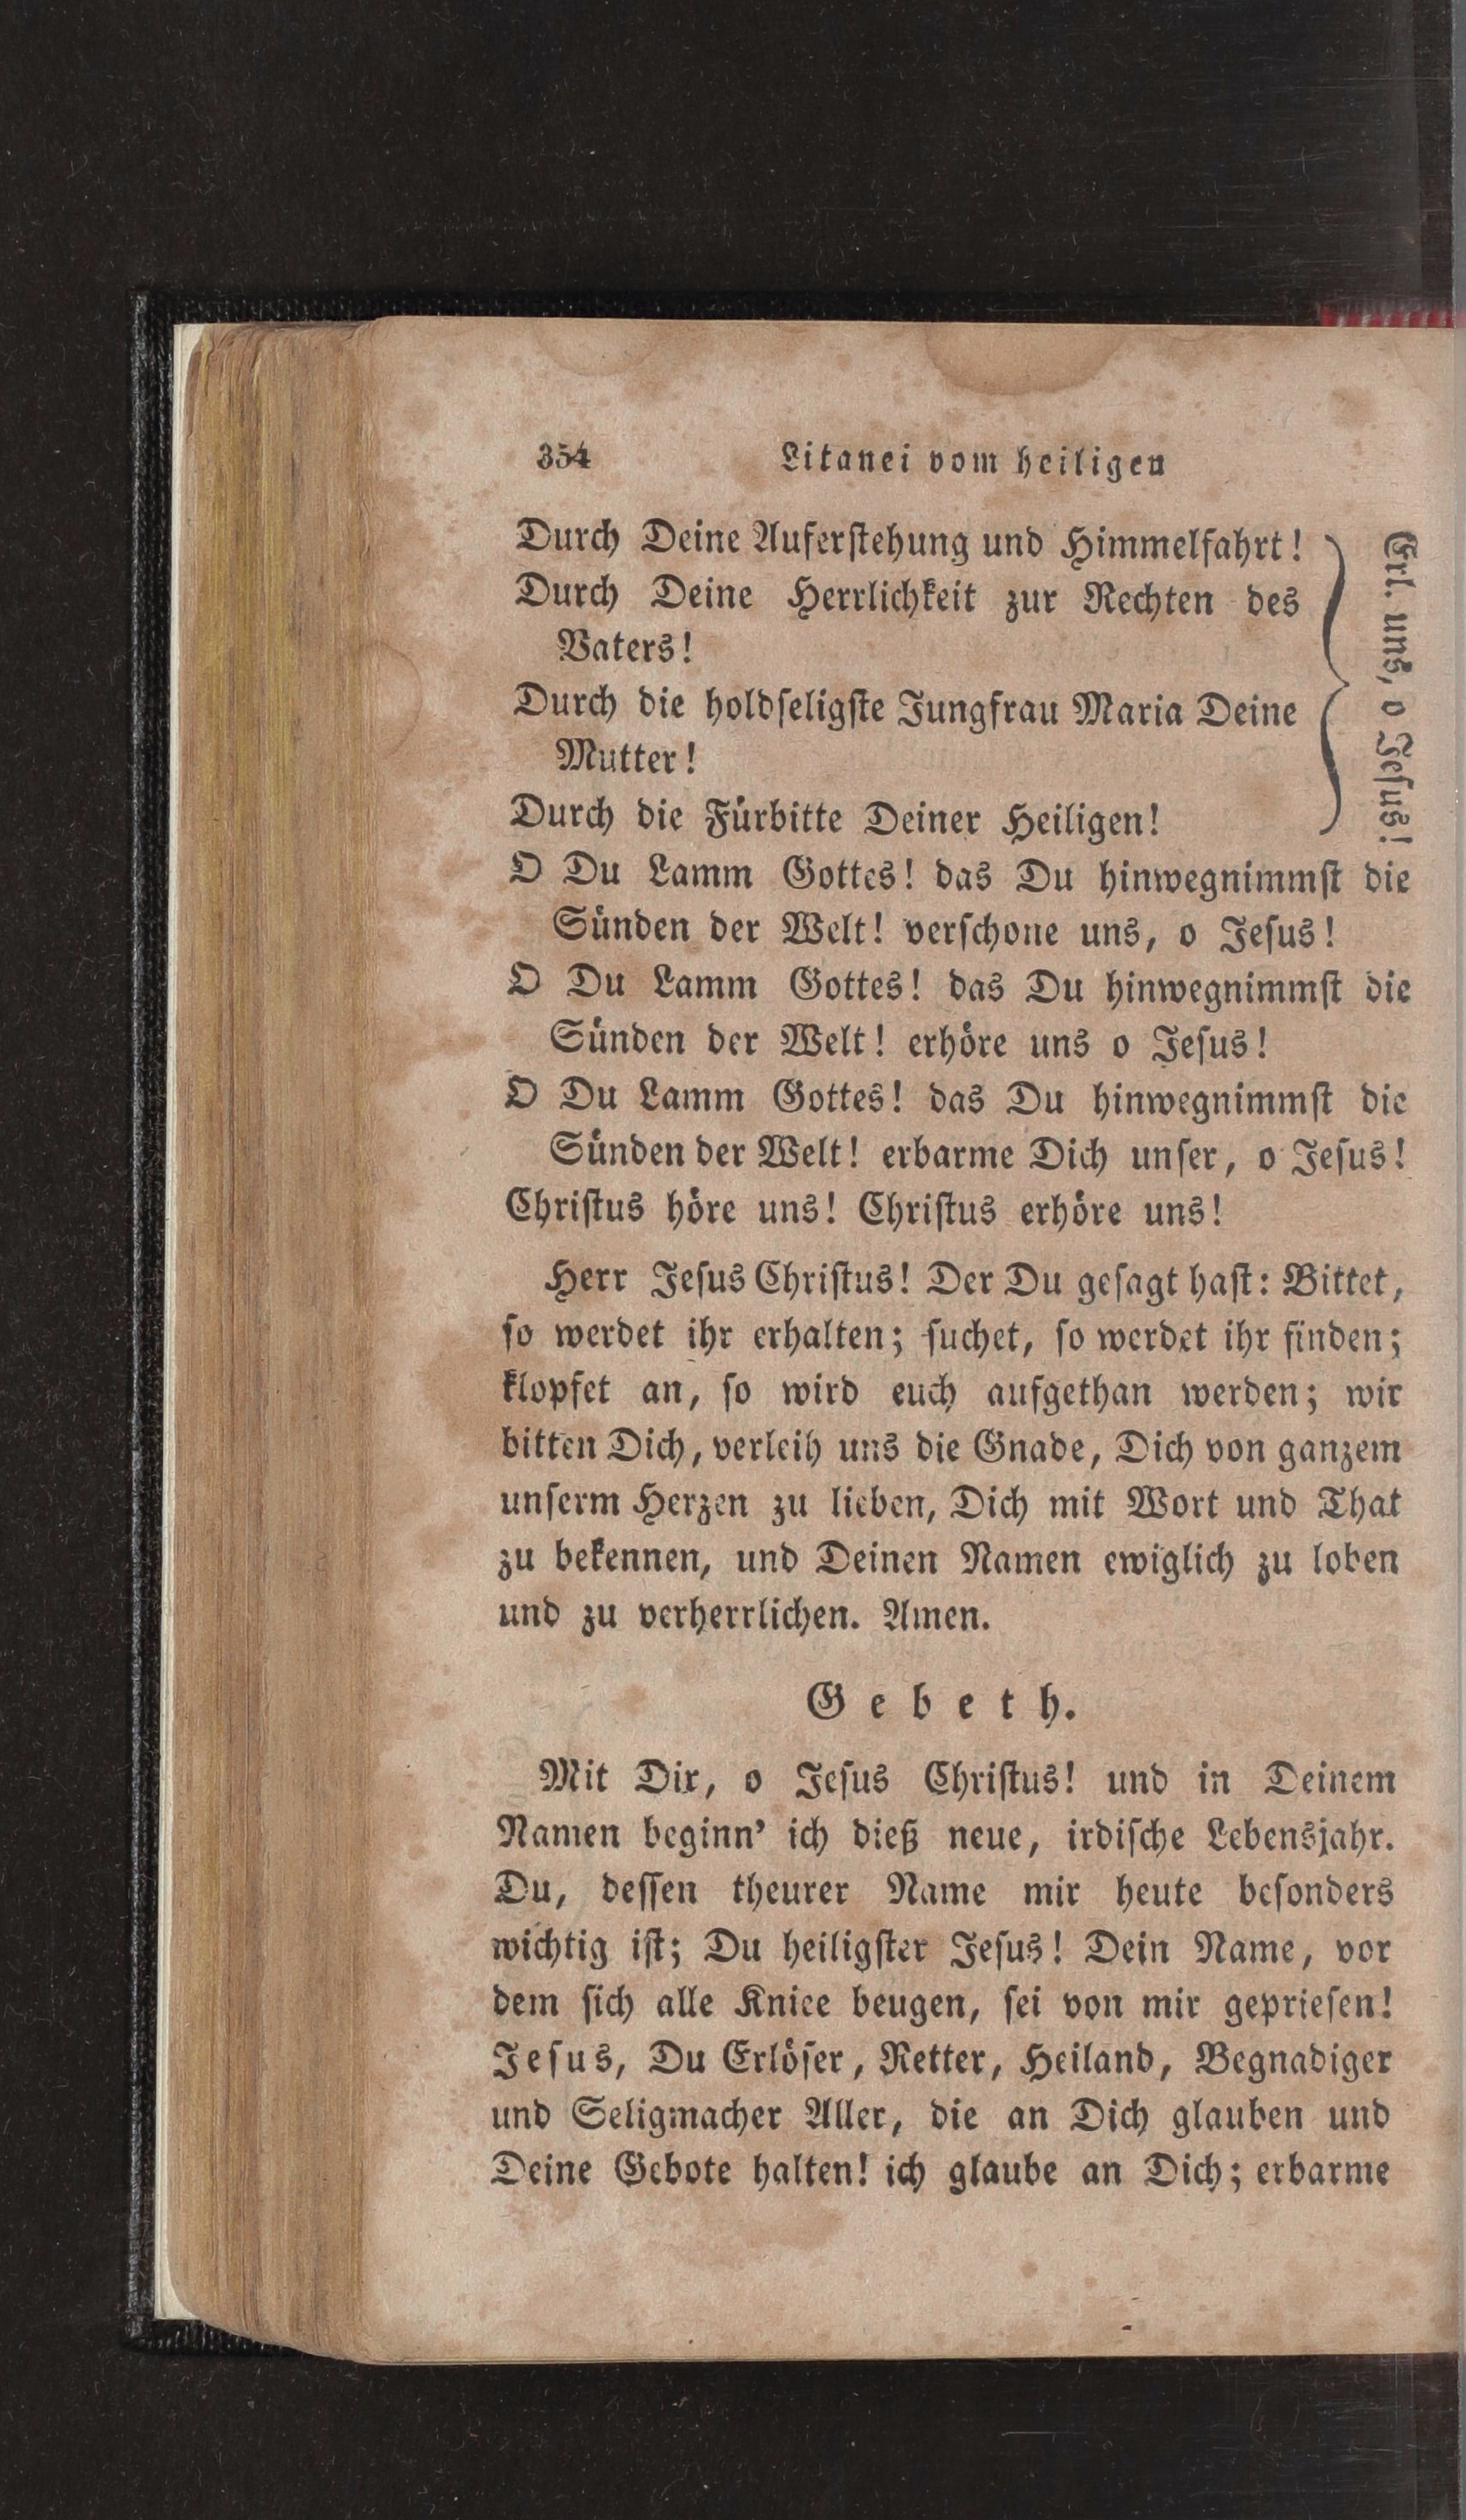 354 Litanei vom heiligen
Durch Deine Auferstehung und Himmelfahrt!
Durch Deine Herrlichkeit zur Rechten des
Vaters!
Durch die holdseligste Jungfrau Maria Deine
Mutter!
Durch die Fürbitte Deiner Heiligen!
Erl. uns, o Jesus!
O Du Lamm Gottes! das Du hinwegnimmst die
Sünden der Welt! verschone uns, o Jesus!
O Du Lamm Gottes! das Du hinwegnimmst die
Sünden der Welt! erhöre uns o Jesus!
O Du Lamm Gottes! das Du hinwegnimmst die
Sünden der Welt! erbarme Dich unser, o Jesus!
Christus höre uns! Christus erhöre uns!
Herr Jesus Christus! Der Du gesagt hast: Bittet,
so werdet ihr erhalten; suchet, so werdet ihr finden;
klopfet an, so wird euch aufgethan werden; wir
bitten Dich, verleih uns die Gnade, Dich von ganzem
unserm Herzen zu lieben, Dich mit Wort und That
zu bekennen, und Deinen Namen ewiglich zu loben
und zu verherrlichen. Amen.
Gebeth.
Mit Dir, o Jesus Christus! und in Deinem
Namen beginn' ich dieß neue, irdische Lebensjahr.
Du, dessen theurer Name mir heute besonders
wichtig ist; Du heiligster Jesus! Dein Name, vor
dem sich alle Kniee beugen, sei von mir gepriesen!
Jesus, Du Erlöser, Retter, Heiland, Begnadiger
und Seligmacher Aller, die an Dich glauben und
Deine Gebote halten! ich glaube an Dich; erbarme